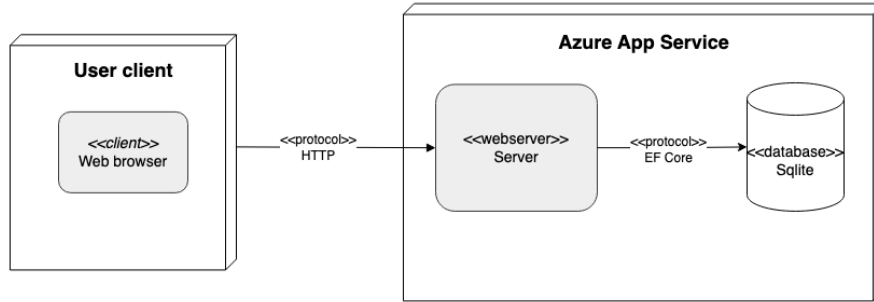 User client
<<client>>
Web browser
<<protocol>>
HTTP
Azure App Service
<<webserver>>
Server
<<protocol>>
EF Core
<<database>>
Sqlite